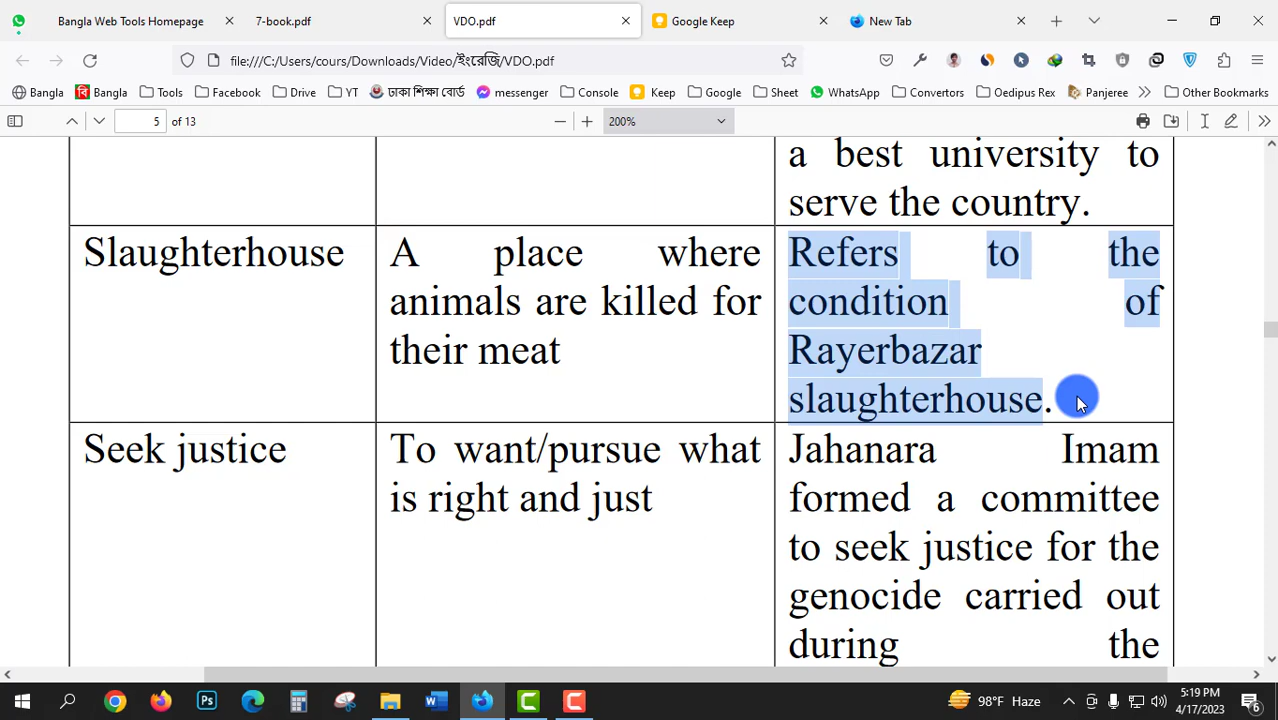 Bangla Web Tools Homepage
7-book.pdf
VDO.pdf
Google Keep
New Tab
file:///C:/Users/cours/Downloads/Video/ইংরেজি/VDO.pdf
Bangla
Bangla
Tools
Facebook
Drive
YT
ঢাকা শিক্ষা বোর্ড
messenger
Console
Keep
Google
Sheet
WhatsApp
Convertors
Oedipus Rex
Panjeree
Other Bookmarks
5 of 13
200%
a best university to
serve the country.
Slaughterhouse
A place where
animals are killed for
their meat
Refers to the
condition of
Rayerbazar
slaughterhouse.
Seek justice
To want/pursue what
is right and just
Jahanara Imam
formed a committee
to seek justice for the
genocide carried out
during the
98°F Haze
5:19 PM
4/17/2023
6